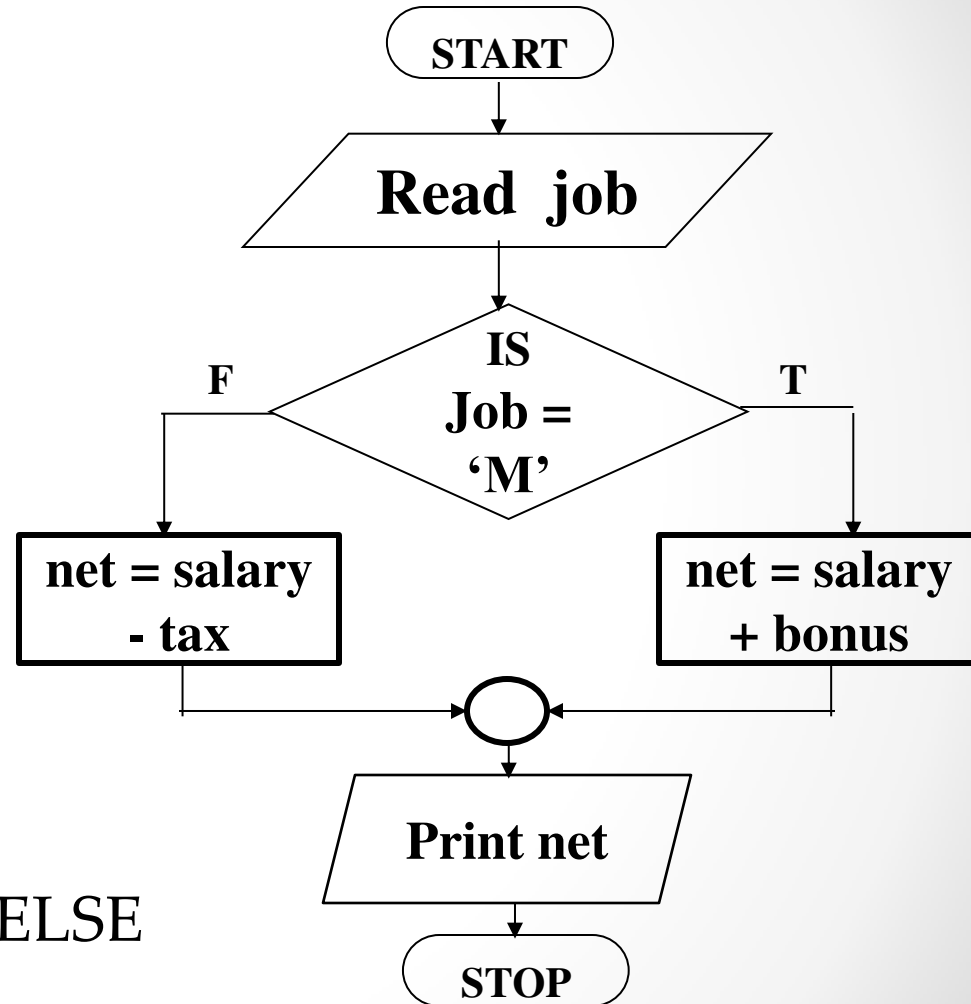 START
Read job
IS
Job =
‘M’
F
T
net = salary
- tax
net = salary
+ bonus
Print net
ELSE
STOP